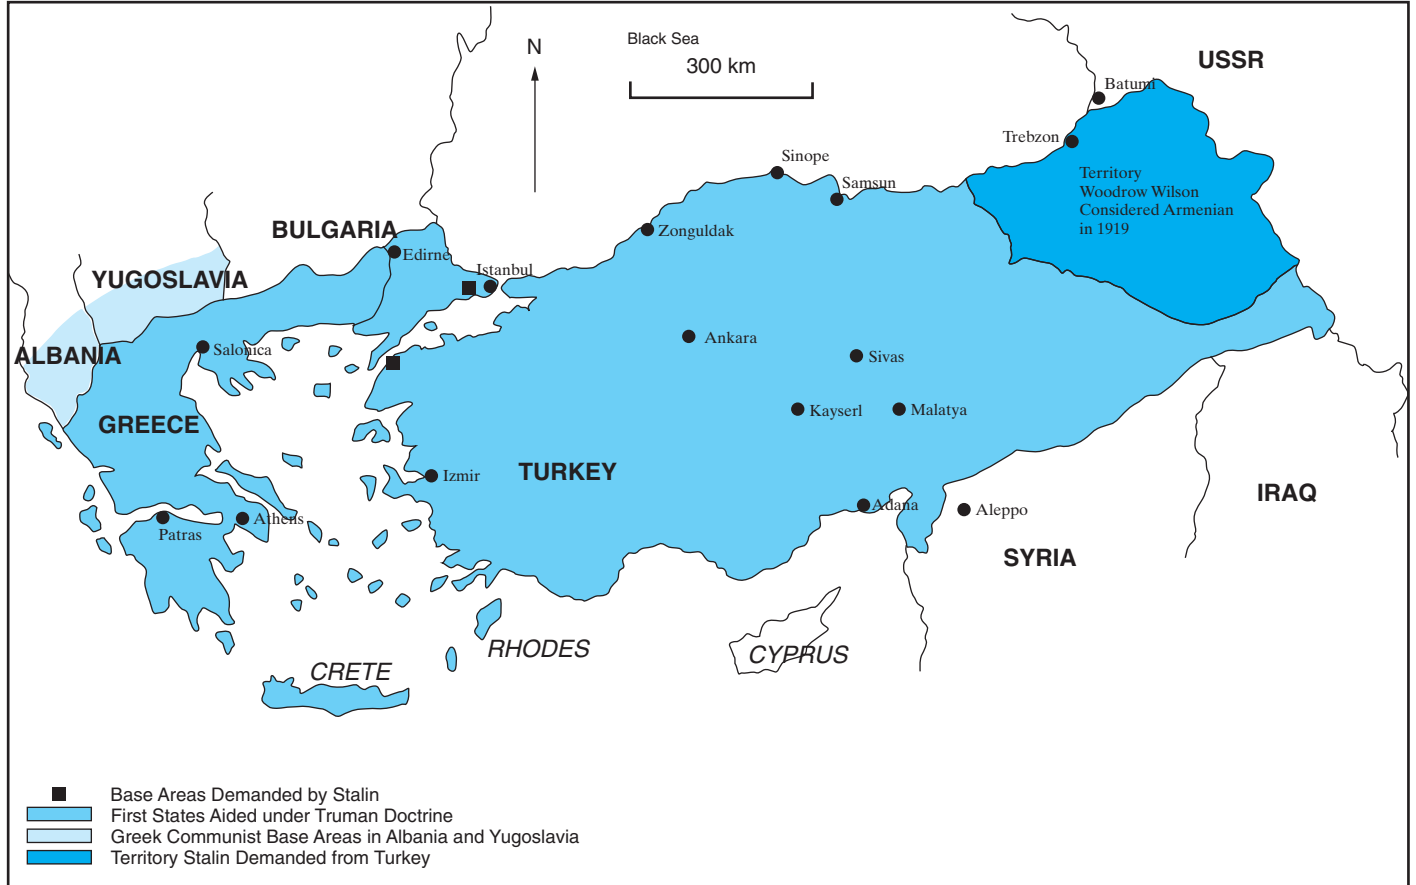 Black Sea
N
300 km
USSR
Batumi
Trebzon
Sinope
Samsun
Territory
Woodrow Wilson
Considered Armenian
in 1919
BULGARIA
Zonguldak
Edirne
Istanbul
YUGOSLAVIA
ALBANIA
Salonica
Ankara
Sivas
Kayserl
Malatya
GREECE
TURKEY
Izmir
IRAQ
Adana
Aleppo
Athens
Patras
SYRIA
RHODES
CYPRUS
CRETE
Base Areas Demanded by Stalin
First States Aided under Truman Doctrine
Greek Communist Base Areas in Albania and Yugoslavia
Territory Stalin Demanded from Turkey